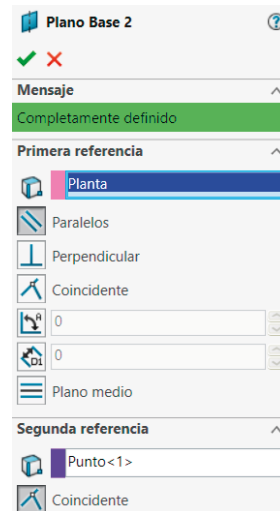 Plano Base 2
Mensaje
Completamente definido
Primera referencia
Planta
Paralelos
Perpendicular
Coincidente
A
0
D1
0
Plano medio
Segunda referencia
Punto<1>
Coincidente